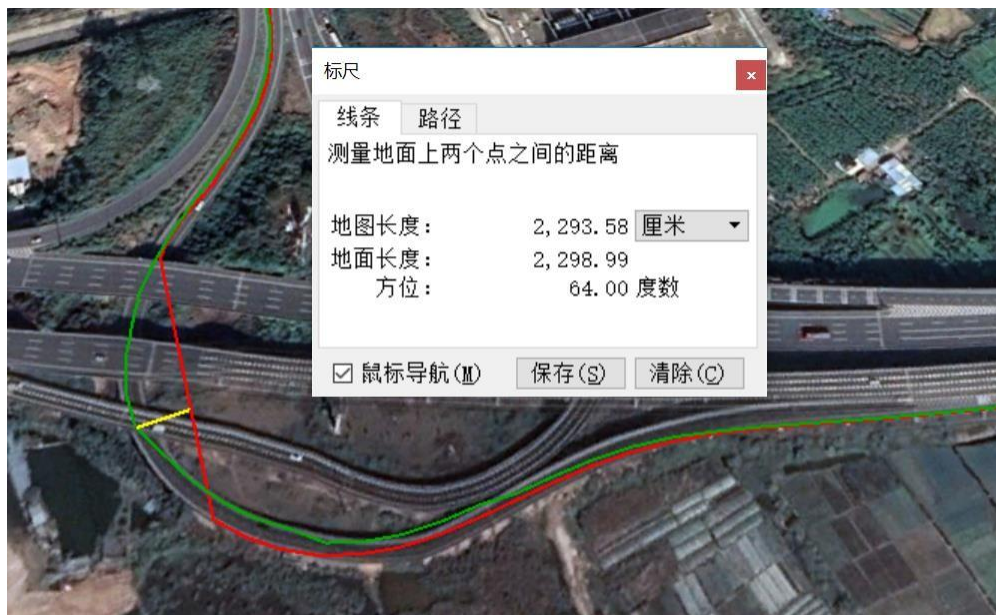 标尺
线条 路径
测量地面上两个点之间的距离
地图长度: 2,293.58 厘米
地面长度: 2,298.99
方位: 64.00 度数
鼠标导航(M) 保存(S) 清除(C)